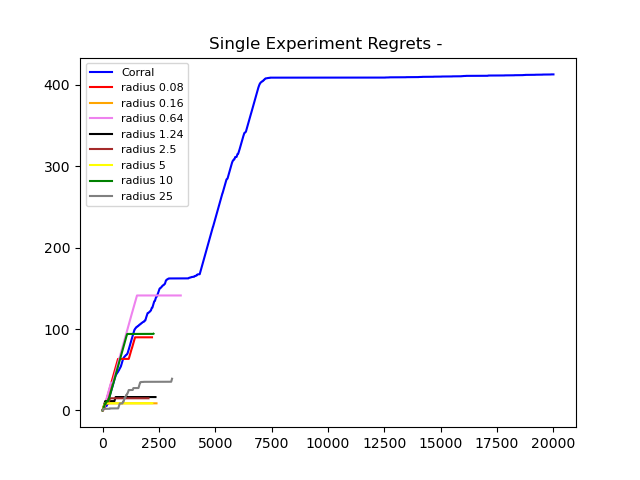 Single Experiment Regrets -
Corral
radius 0.08
radius 0.16
radius 0.64
radius 1.24
radius 2.5
radius 5
radius 10
radius 25
400
300
200
100
0
0 2500 5000 7500 10000 12500 15000 17500 20000